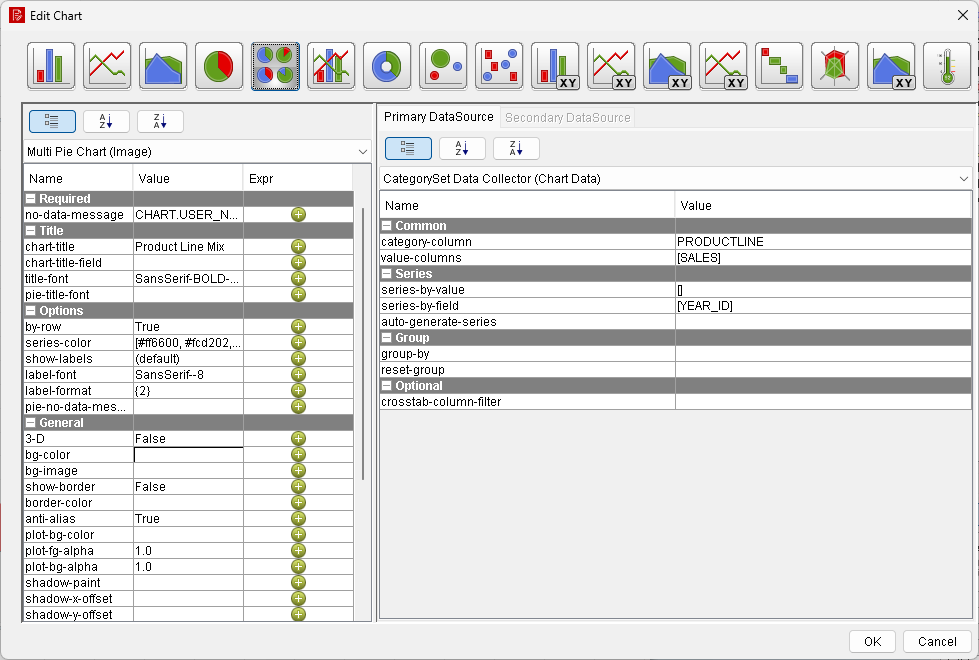 Edit Chart
XY XY XY XY XY
Primary DataSource Secondary DataSource
Multi Pie Chart (Image)
CategorySet Data Collector (Chart Data)
Name Value Expr
Required
no-data-message CHART.USER_N...
Title
chart-title Product Line Mix
chart-title-field
title-font SansSerif-BOLD-...
pie-title-font
Options
by-row True
series-color [#ff6600, #fcd202,...
show-labels (default)
label-font SansSerif--8
label-format {2}
pie-no-data-mes...
General
3-D False
bg-color
bg-image
show-border False
border-color
anti-alias True
plot-bg-color
plot-fg-alpha 1.0
plot-bg-alpha 1.0
shadow-paint
shadow-x-offset
shadow-y-offset
Name Value
Common
category-column PRODUCTLINE
value-columns [SALES]
Series
series-by-value []
series-by-field [YEAR_ID]
auto-generate-series
Group
group-by
reset-group
Optional
crosstab-column-filter
OK Cancel